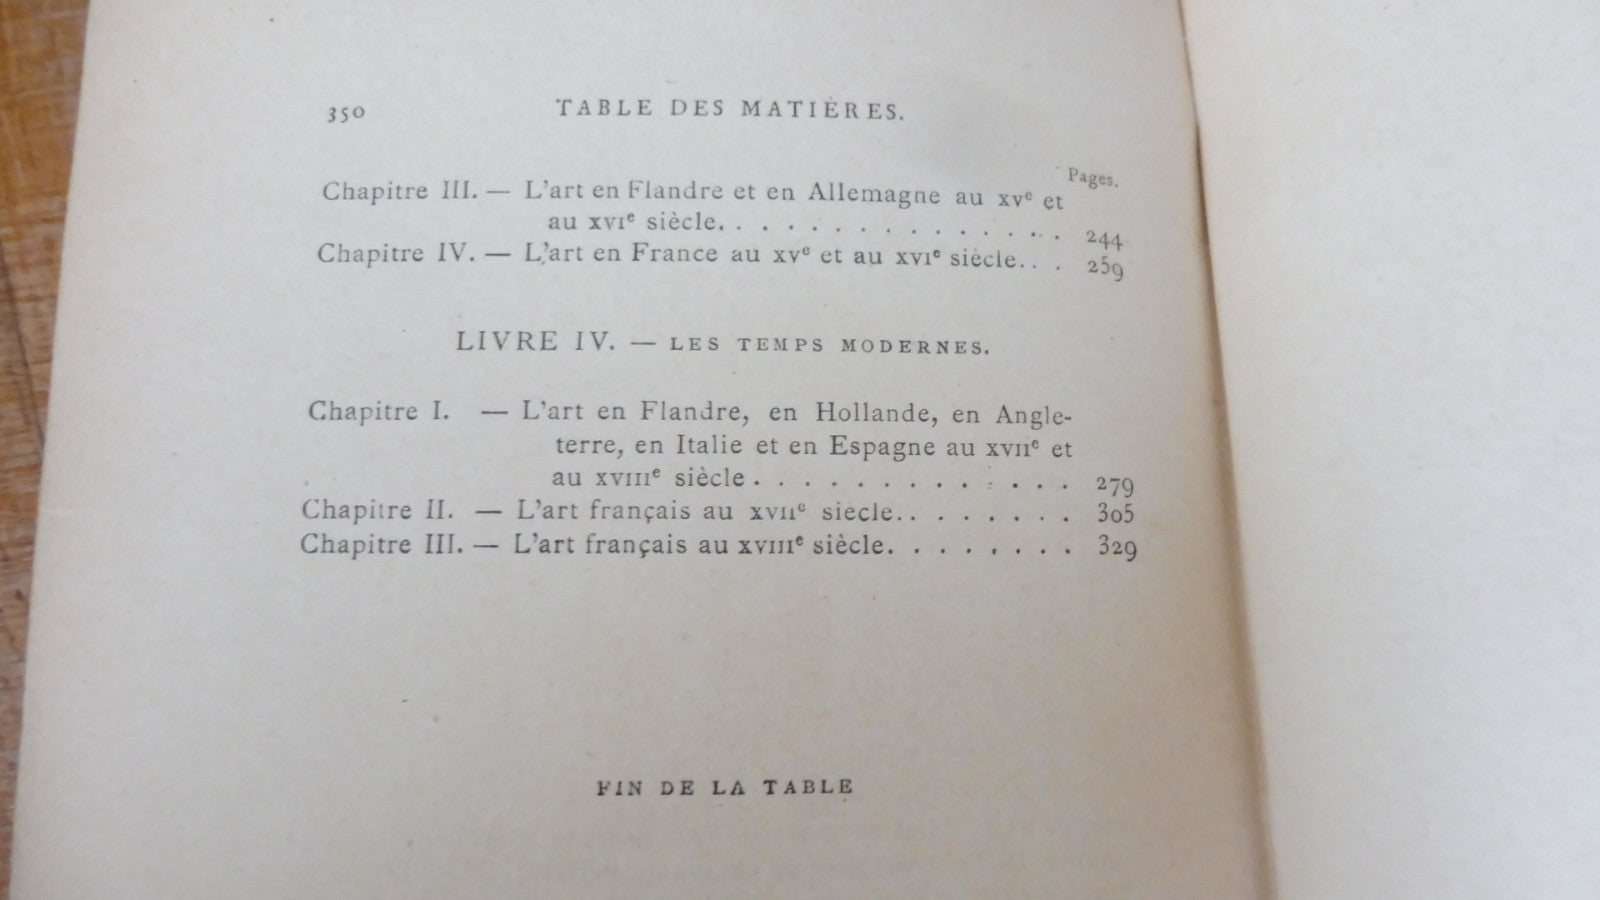 350 TABLE DES MATIÈRES.
Pages.
Chapitre III. — L'art en Flandre et en Allemagne au XVe et
au XVIe siècle. . . . . . . . . . . . . . . 244
Chapitre IV. — L'art en France au XVe et au XVIe siècle. . . 259
LIVRE IV. — LES TEMPS MODERNES.
Chapitre I. — L'art en Flandre, en Hollande, en Angle-
terre, en Italie et en Espagne au XVIIe et
au XVIIIe siècle . . . . . . . . . . . . . 279
Chapitre II. — L'art français au XVIIe siècle. . . . . . . . 305
Chapitre III. — L'art français au XVIIIe siècle. . . . . . . . 329
FIN DE LA TABLE